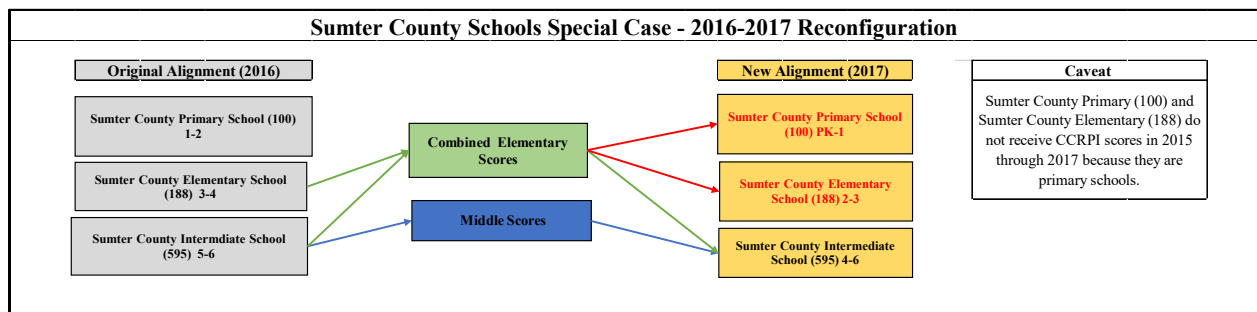 Sumter County Schools Special Case - 2016-2017 Reconfiguration
Original Alignment (2016)
Sumter County Primary School (100)
1-2
Sumter County Elementary School
(188) 3-4
Sumter County Intermdiate School
(595) 5-6
Combined Elementary
Scores
Middle Scores
New Alignment (2017)
Sumter County Primary School
(100) PK-1
Sumter County Elementary
School (188) 2-3
Sumter County Intermediate
School (595) 4-6
Caveat
Sumter County Primary (100) and
Sumter County Elementary (188) do
not receive CCRPI scores in 2015
through 2017 because they are
primary schools.